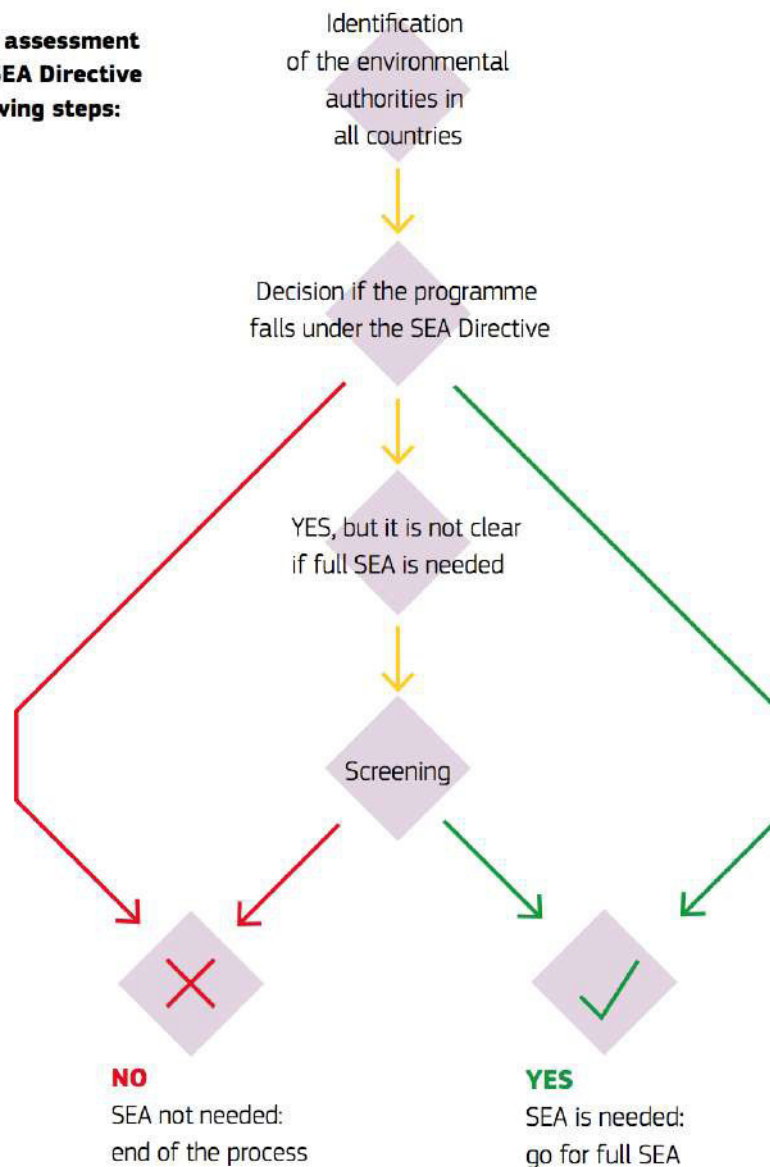 assessment
SEA Directive
wing steps:
Identification
of the environmental
authorities in
all countries
Decision if the programme
falls under the SEA Directive
YES, but it is not clear
if full SEA is needed
Screening
NO
SEA not needed:
end of the process
YES
SEA is needed:
go for full SEA